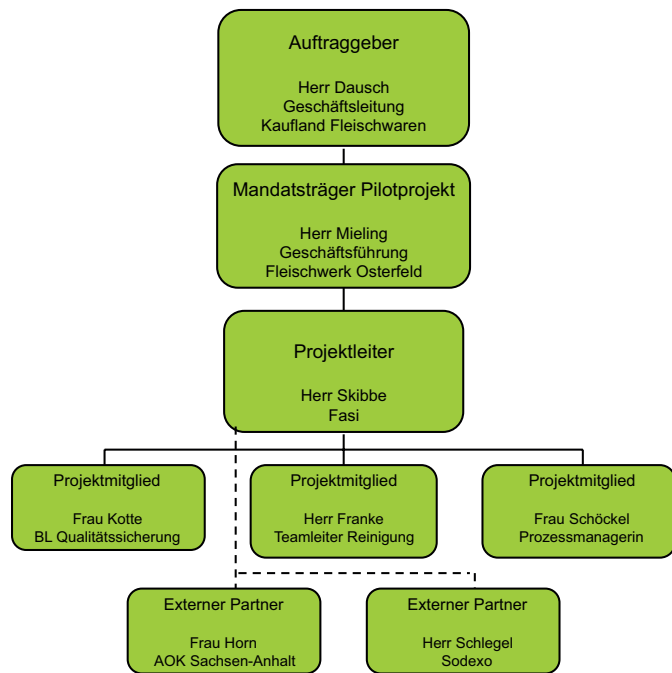 Auftraggeber
Herr Dausch
Geschäftsleitung
Kaufland Fleischwaren
Mandatsträger Pilotprojekt
Herr Mieling
Geschäftsführung
Fleischwerk Osterfeld
Projektleiter
Herr Skibbe
Fasi
Projektmitglied
Frau Kotte
BL Qualitätssicherung
Projektmitglied
Herr Franke
Teamleiter Reinigung
Projektmitglied
Frau Schöckel
Prozessmanagerin
Externer Partner
Frau Horn
AOK Sachsen-Anhalt
Externer Partner
Herr Schlegel
Sodexo